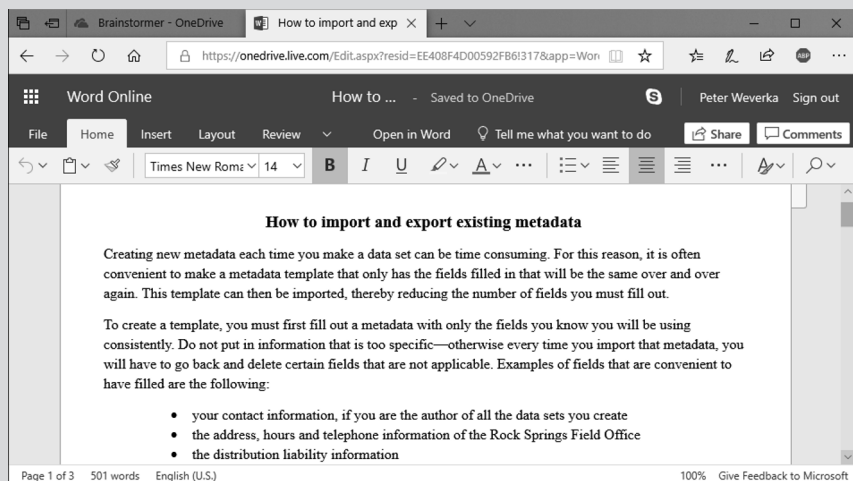 Brainstormer - OneDrive How to import and exp
https://onedrive.live.com/Edit.aspx?resid=EE408F4D00592FB6!317&app=Wor ABP
Word Online How to ... - Saved to OneDrive Peter Weverka Sign out
File Home Insert Layout Review Open in Word Tell me what you want to do Share Comments
Times New Roma 14 B I U A
How to import and export existing metadata
Creating new metadata each time you make a data set can be time consuming. For this reason, it is often
convenient to make a metadata template that only has the fields filled in that will be the same over and over
again. This template can then be imported, thereby reducing the number of fields you must fill out.
To create a template, you must first fill out a metadata with only the fields you know you will be using
consistently. Do not put in information that is too specific—otherwise every time you import that metadata, you
will have to go back and delete certain fields that are not applicable. Examples of fields that are convenient to
have filled are the following:
• your contact information, if you are the author of all the data sets you create
• the address, hours and telephone information of the Rock Springs Field Office
• the distribution liability information
Page 1 of 3 501 words English (U.S.) 100% Give Feedback to Microsoft